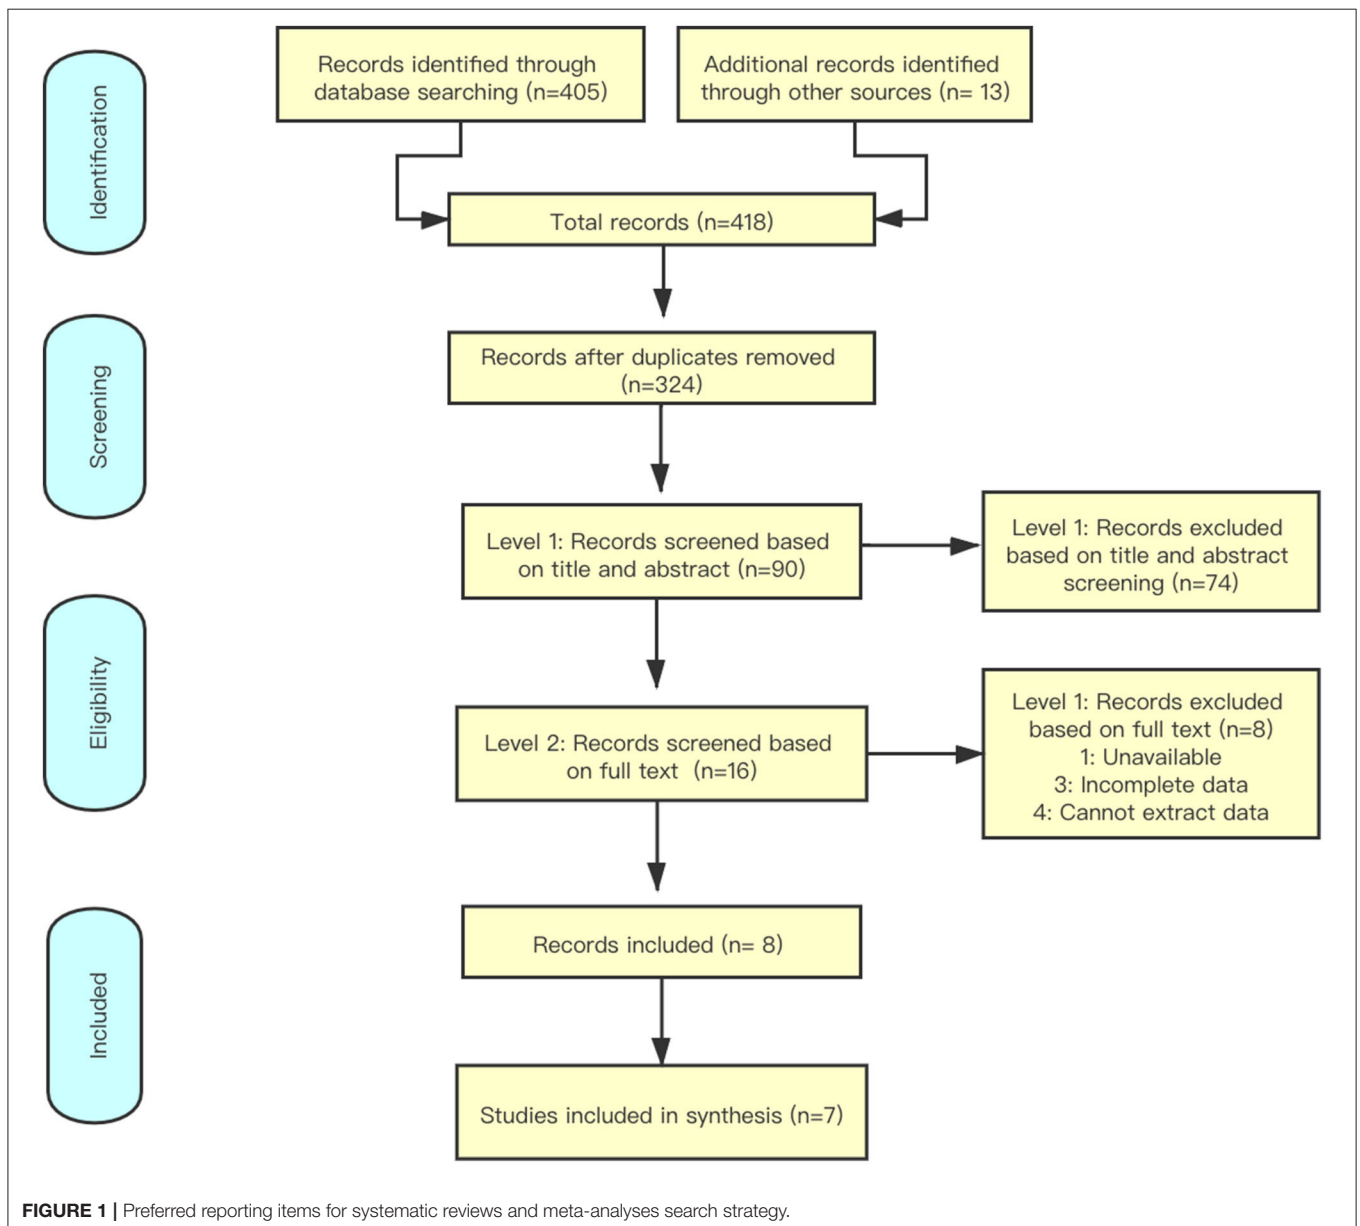 Identification
Records identified through
database searching (n=405)
Additional records identified
through other sources (n= 13)
Total records (n=418)
Screening
Records after duplicates removed
(n=324)
Level 1: Records screened based
on title and abstract (n=90)
Level 1: Records excluded
based on title and abstract
screening (n=74)
Eligibility
Level 2: Records screened based
on full text (n=16)
Level 1: Records excluded
based on full text (n=8)
1: Unavailable
3: Incomplete data
4: Cannot extract data
Included
Records included (n= 8)
Studies included in synthesis (n=7)
FIGURE 1 | Preferred reporting items for systematic reviews and meta-analyses search strategy.